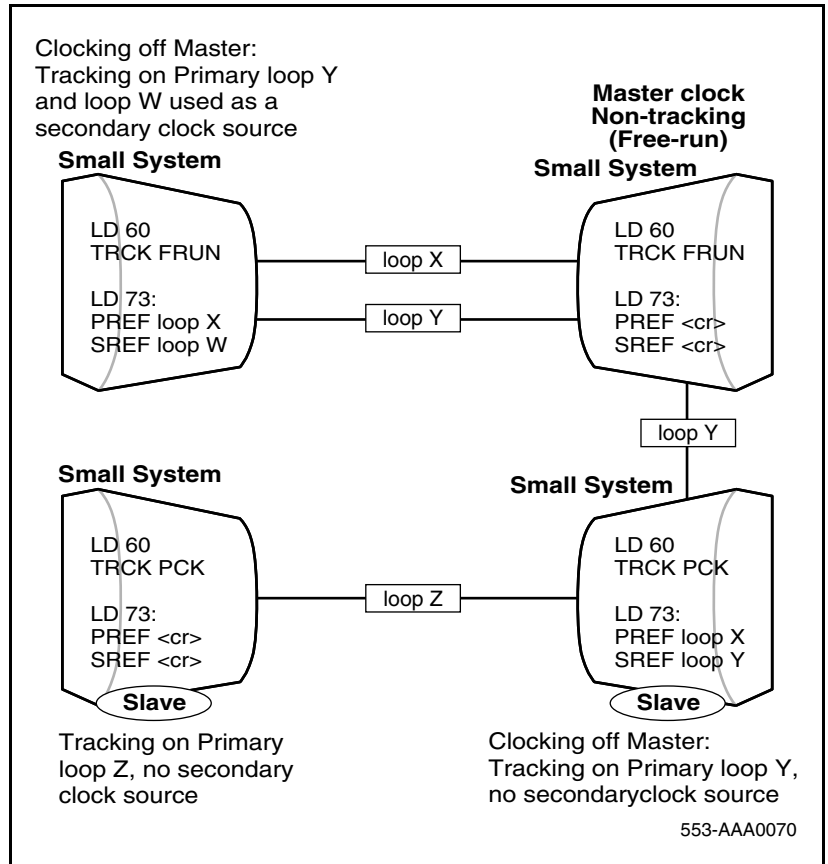 Clocking off Master:
Tracking on Primary loop Y
and loop W used as a
secondary clock source
Small System
LD 60
TRCK FRUN
LD 73:
PREF loop X
SREF loop W
loop X
loop Y
Master clock
Non-tracking
(Free-run)
Small System
LD 60
TRCK FRUN
LD 73:
PREF <cr>
SREF <cr>
loop Y
Small System
LD 60
TRCK PCK
LD 73:
PREF <cr>
SREF <cr>
Slave
Tracking on Primary
loop Z, no secondary
clock source
loop Z
Small System
LD 60
TRCK PCK
LD 73:
PREF loop X
SREF loop Y
Slave
Clocking off Master:
Tracking on Primary loop Y,
no secondaryclock source
553-AAA0070